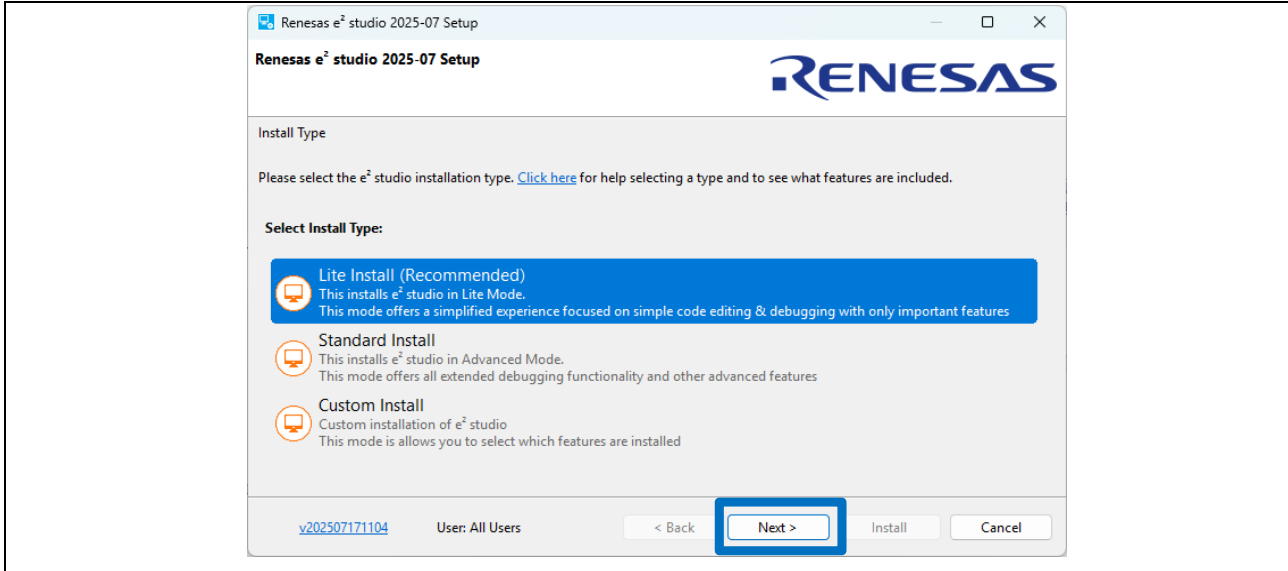 Renesas e² studio 2025-07 Setup
Renesas e² studio 2025-07 Setup
RENESAS
Install Type
Please select the e² studio installation type. Click here for help selecting a type and to see what features are included.
Select Install Type:
Lite Install (Recommended)
This installs e² studio in Lite Mode.
This mode offers a simplified experience focused on simple code editing & debugging with only important features
Standard Install
This installs e² studio in Advanced Mode.
This mode offers all extended debugging functionality and other advanced features
Custom Install
Custom installation of e² studio
This mode is allows you to select which features are installed
v202507171104 User: All Users < Back Next > Install Cancel